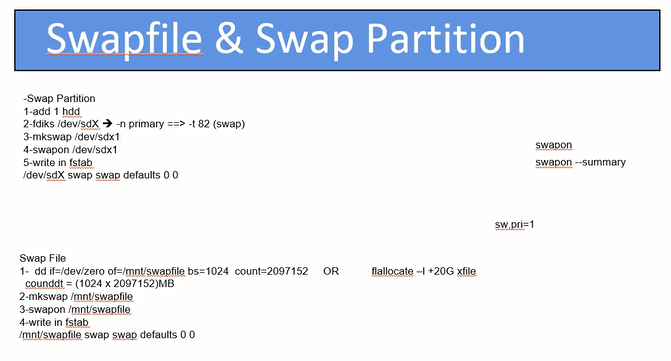 Swapfile & Swap Partition
-Swap Partition
1-add 1 hdd
2-fdiks /dev/sdX 🡺 -n primary ==> -t 82 (swap)
3-mkswap /dev/sdx1
4-swapon /dev/sdx1
5-write in fstab
/dev/sdX swap swap defaults 0 0
swapon
swapon --summary
sw,pri=1
Swap File
1- dd if=/dev/zero of=/mnt/swapfile bs=1024 count=2097152 OR flallocate –l +20G xfile
counddt = (1024 x 2097152)MB
2-mkswap /mnt/swapfile
3-swapon /mnt/swapfile
4-write in fstab
/mnt/swapfile swap swap defaults 0 0